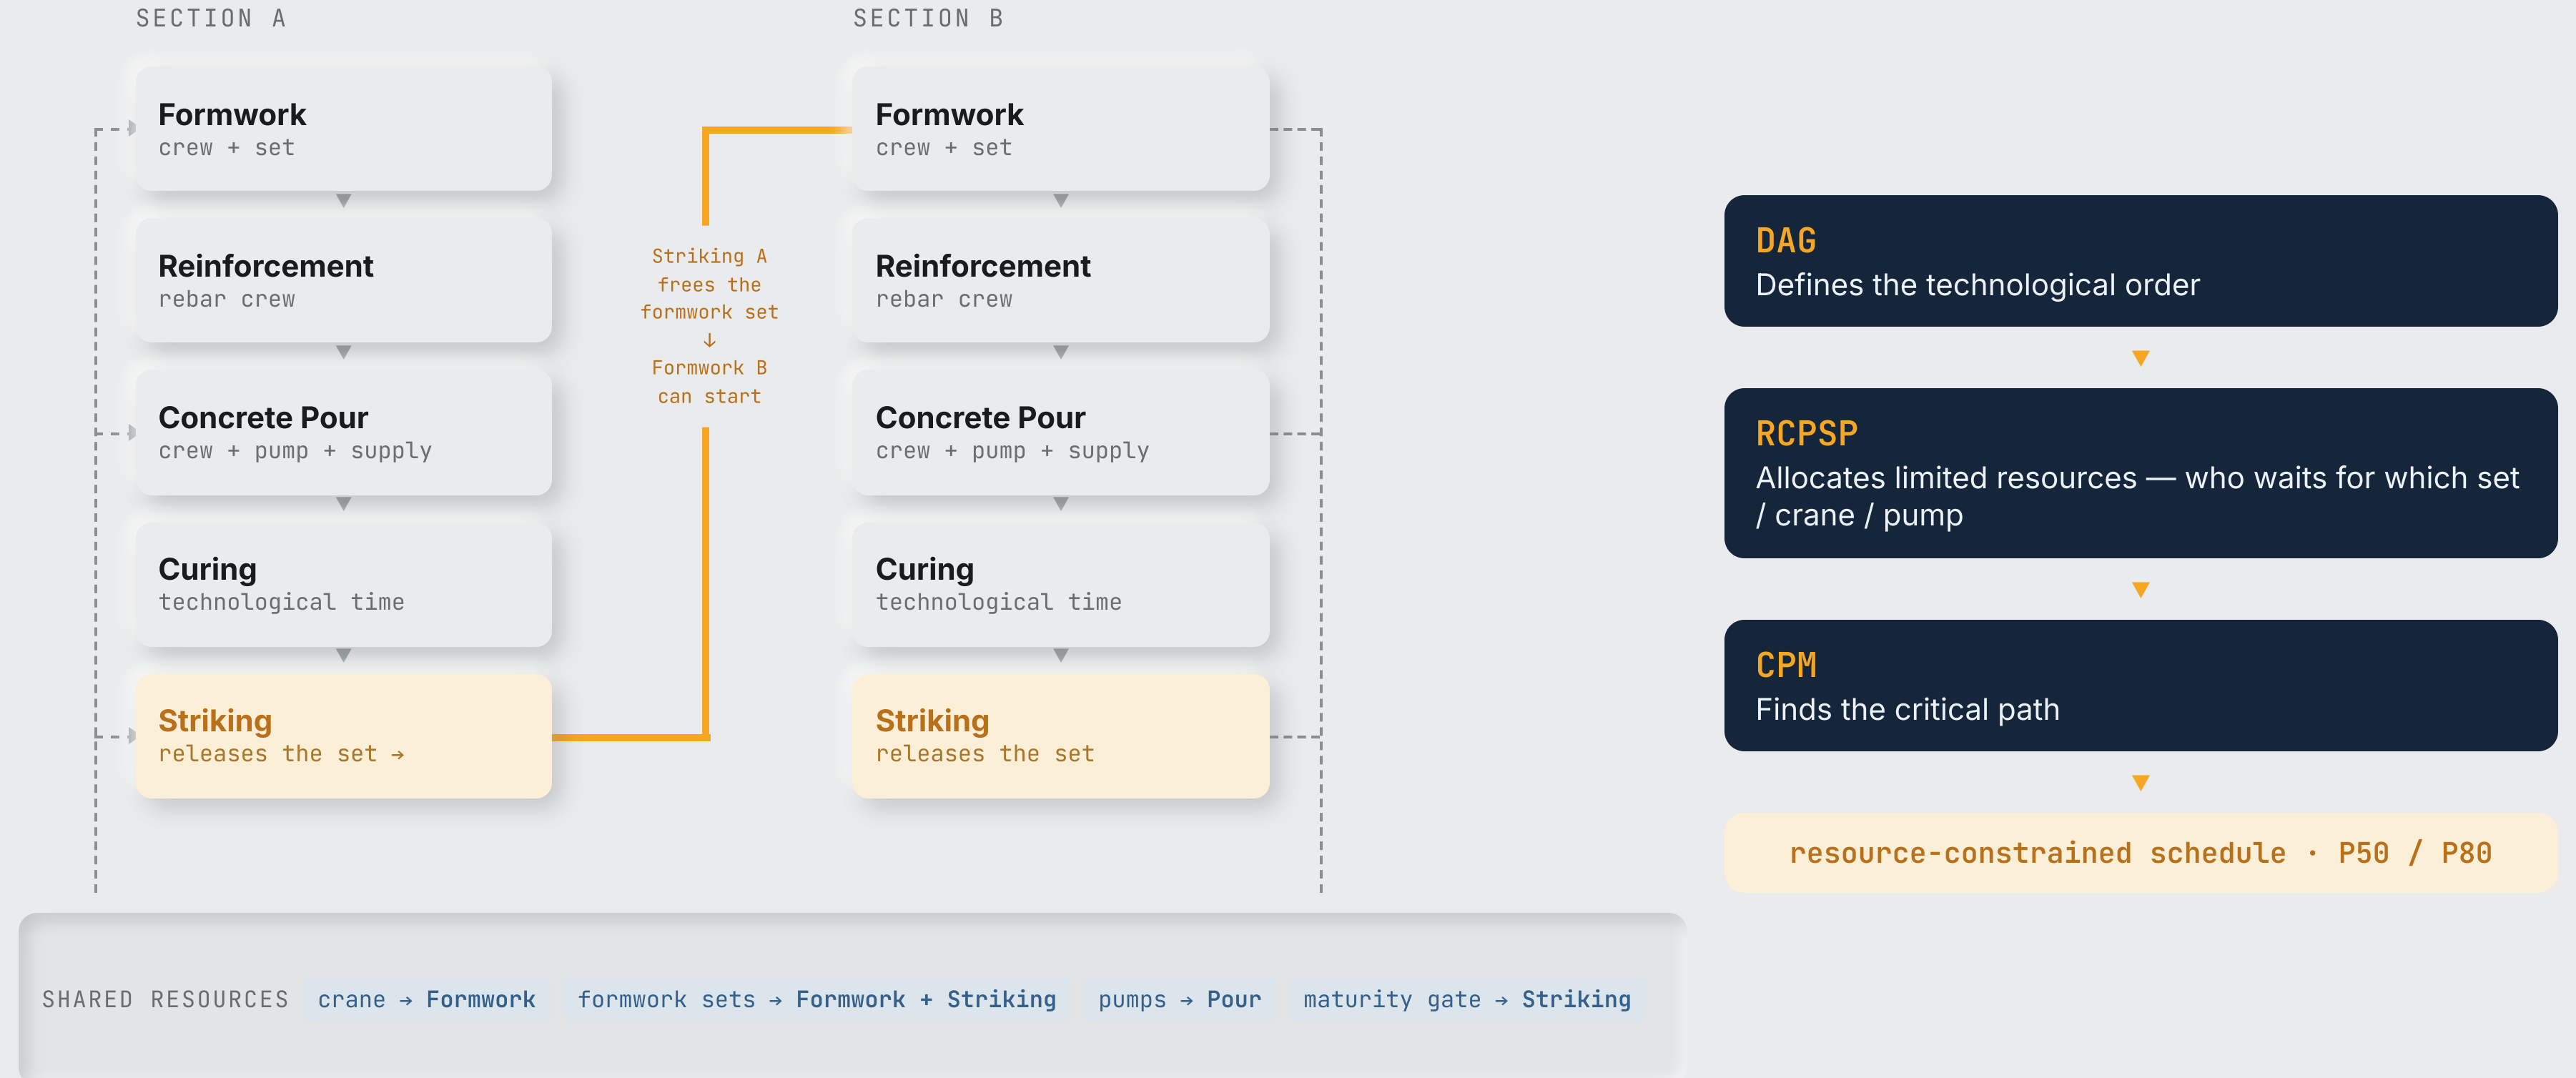 SECTION A
Formwork
crew + set
Reinforcement
rebar crew
Concrete Pour
crew + pump + supply
Curing
technological time
Striking
releases the set →
Striking A
frees the
formwork set
↓
Formwork B
can start
SECTION B
Formwork
crew + set
Reinforcement
rebar crew
Concrete Pour
crew + pump + supply
Curing
technological time
Striking
releases the set
SHARED RESOURCES crane → Formwork formwork sets → Formwork + Striking pumps → Pour maturity gate → Striking
DAG
Defines the technological order
RCPSP
Allocates limited resources — who waits for which set
/ crane / pump
CPM
Finds the critical path
resource-constrained schedule · P50 / P80